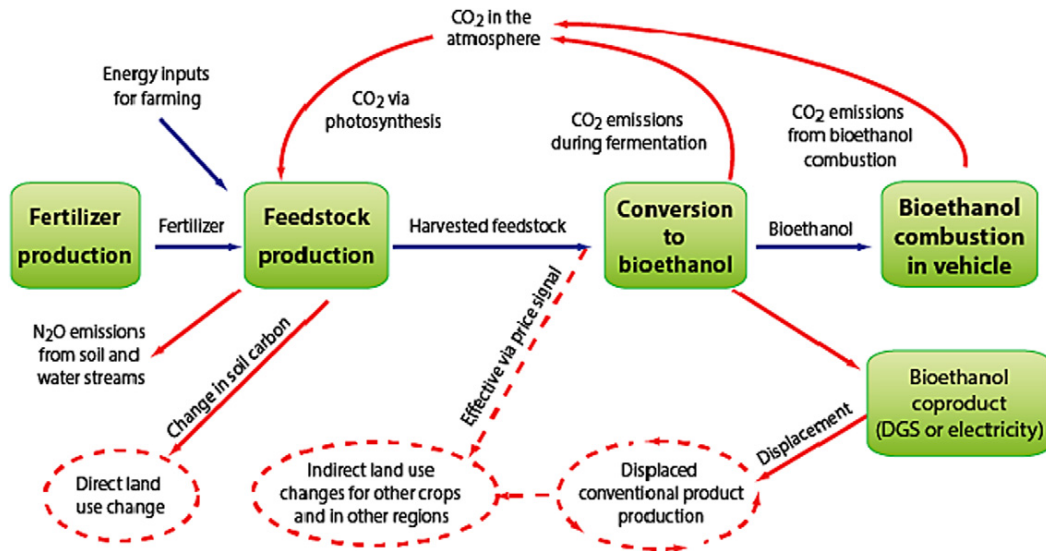 CO2 in the
atmosphere
Energy inputs
for farming
CO2 via
photosynthesis
CO2 emissions
during fermentation
CO2 emissions
from bioethanol
combustion
Fertilizer
production
Fertilizer
Feedstock
production
Harvested feedstock
Conversion
to
bioethanol
Bioethanol
Bioethanol
combustion
in vehicle
N2O emissions
from soil and
water streams
Change in soil carbon
Effective via price signal
Bioethanol
coproduct
(DGS or electricity)
Displacement
Direct land
use change
Indirect land use
changes for other crops
and in other regions
Displaced
conventional product
production